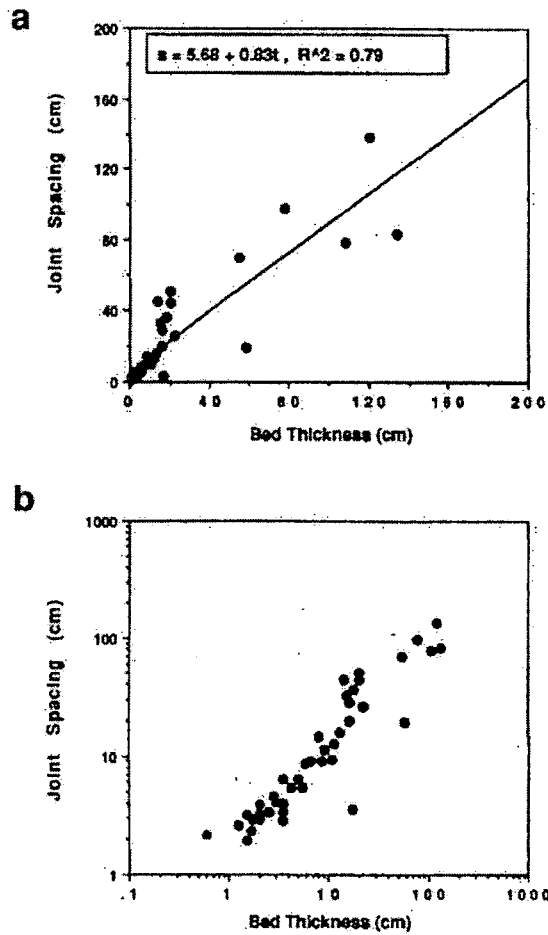 a
s = 5.68 + 0.83t , R^2 = 0.79
200
160
120
80
40
0
Joint Spacing (cm)
0 40 80 120 160 200
Bed Thickness (cm)
b
1000
100
10
1
Joint Spacing (cm)
.1 1 10 100 1000
Bed Thickness (cm)